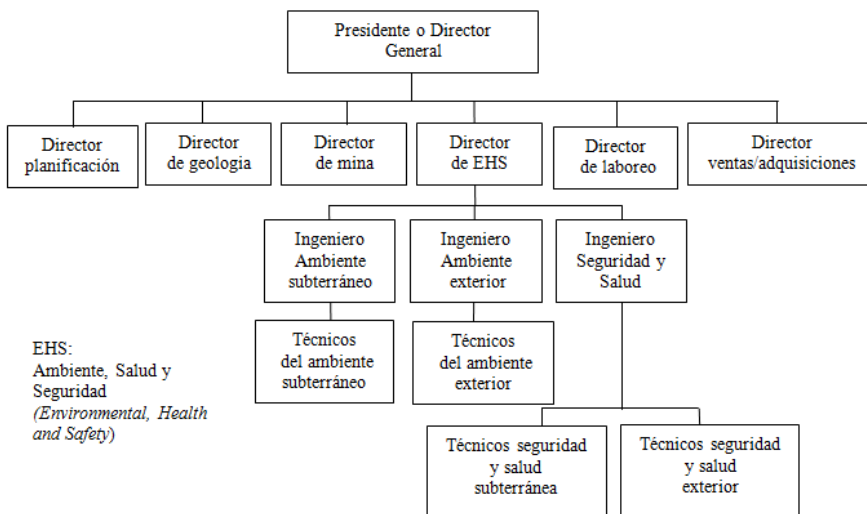 Presidente o Director
General
Director
planificación
Director
de geologia
Director
de mina
Director
de EHS
Director
de laboreo
Director
ventas/adquisiciones
Ingeniero
Ambiente
subterráneo
Ingeniero
Ambiente
exterior
Ingeniero
Seguridad y
Salud
Técnicos
del ambiente
subterráneo
Técnicos
del ambiente
exterior
EHS:
Ambiente, Salud y
Seguridad
(Environmental, Health
and Safety)
Técnicos seguridad
y salud
subterránea
Técnicos seguridad
y salud
exterior